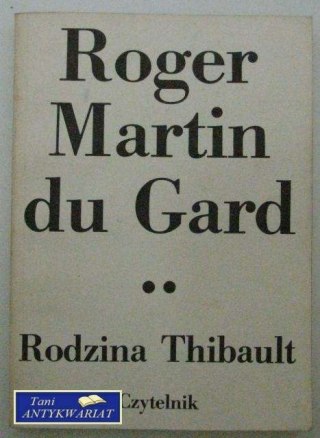 Roger
Martin
du Gard
••
Rodzina Thibault
Czytelnik
Tani
ANTYKWARIAT